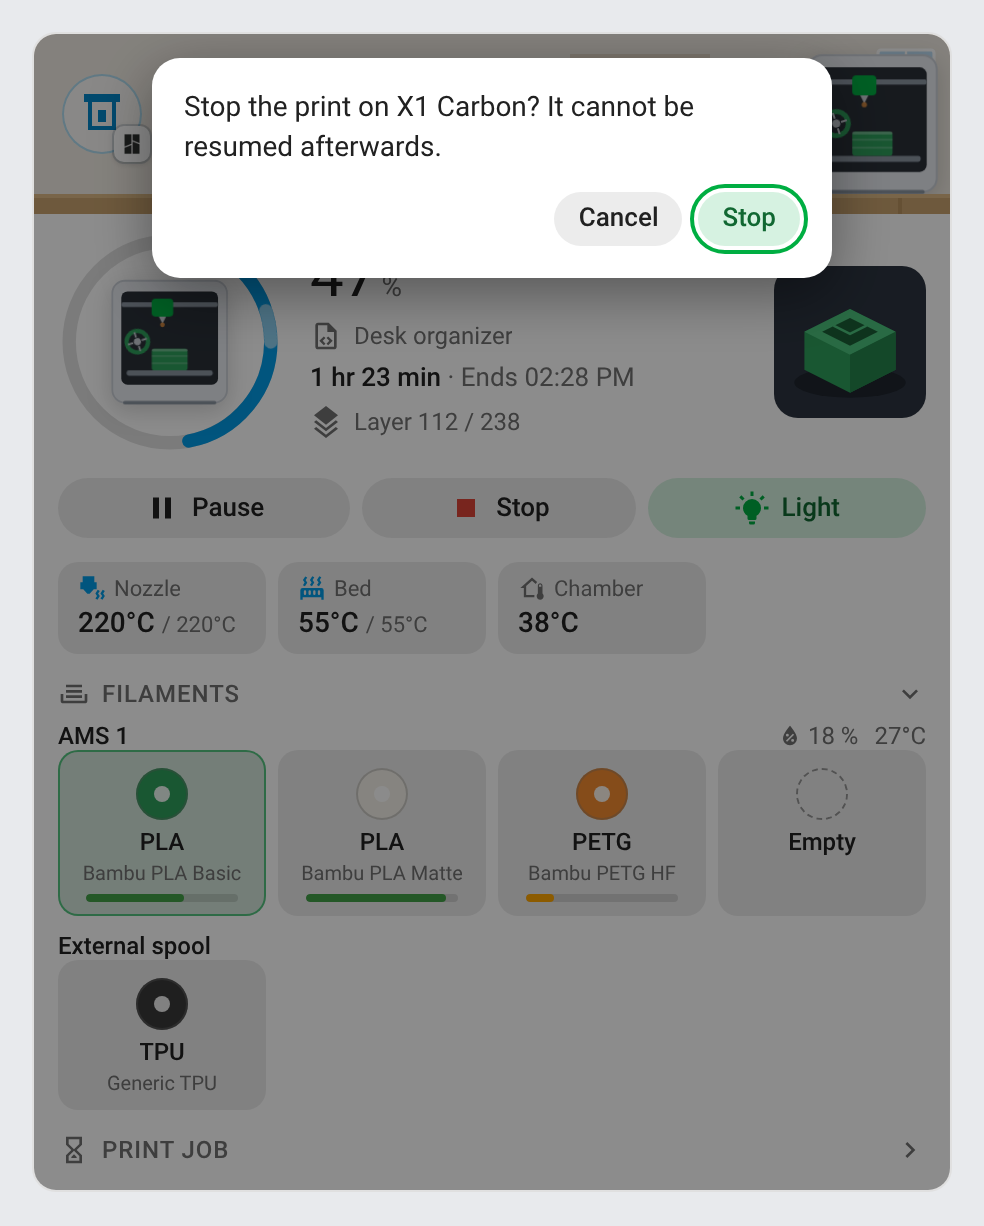 Stop the print on X1 Carbon? It cannot be
resumed afterwards.
Cancel
Stop
47 %
Desk organizer
1 hr 23 min · Ends 02:28 PM
Layer 112 / 238
Pause
Stop
Light
Nozzle
220°C / 220°C
Bed
55°C / 55°C
Chamber
38°C
FILAMENTS
AMS 1
18 % 27°C
PLA
Bambu PLA Basic
PLA
Bambu PLA Matte
PETG
Bambu PETG HF
Empty
External spool
TPU
Generic TPU
PRINT JOB